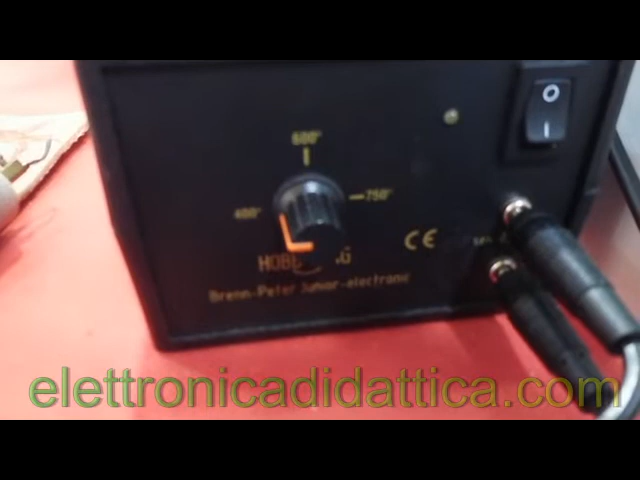 600°
400°
750°
CE
Brenn-Peter Junior-electronic
O
I
elettronicadidattica.com